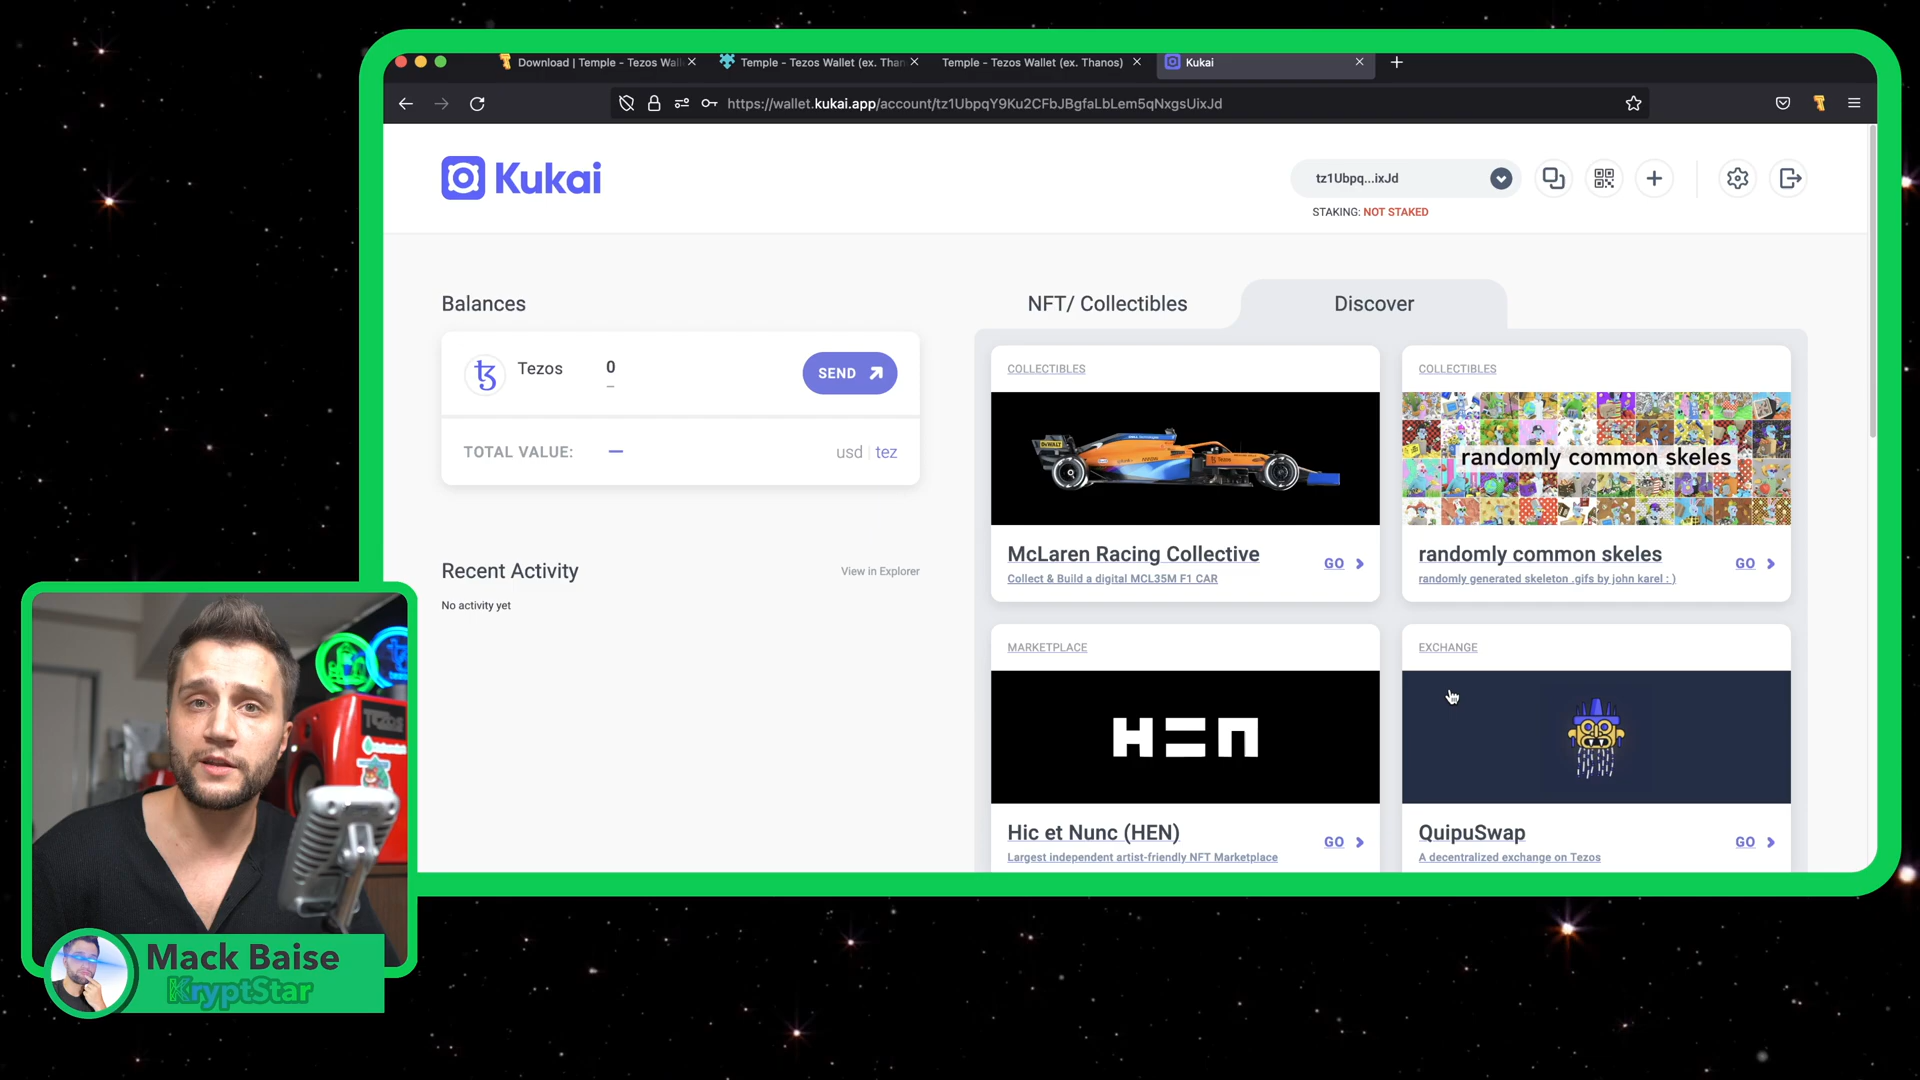 Download | Temple - Tezos Wall
Temple - Tezos Wallet (ex. Than
Temple - Tezos Wallet (ex. Thanos)
Kukai
https://wallet.kukai.app/account/tz1UbpqY9Ku2CFbJBgfaLbLem5qNxgsUixJd
Kukai
tz1Ubpq...ixJd
STAKING: NOT STAKED
Balances
Tezos 0
–
SEND
TOTAL VALUE: –
usd | tez
Recent Activity
View in Explorer
No activity yet
NFT/ Collectibles
Discover
COLLECTIBLES
McLaren Racing Collective
Collect & Build a digital MCL35M F1 CAR
GO
COLLECTIBLES
randomly common skeles
randomly common skeles
randomly generated skeleton .gifs by john karel : )
GO
MARKETPLACE
HEN
Hic et Nunc (HEN)
Largest independent artist-friendly NFT Marketplace
GO
EXCHANGE
QuipuSwap
A decentralized exchange on Tezos
GO
TEZOS
Mack Baise
KryptStar